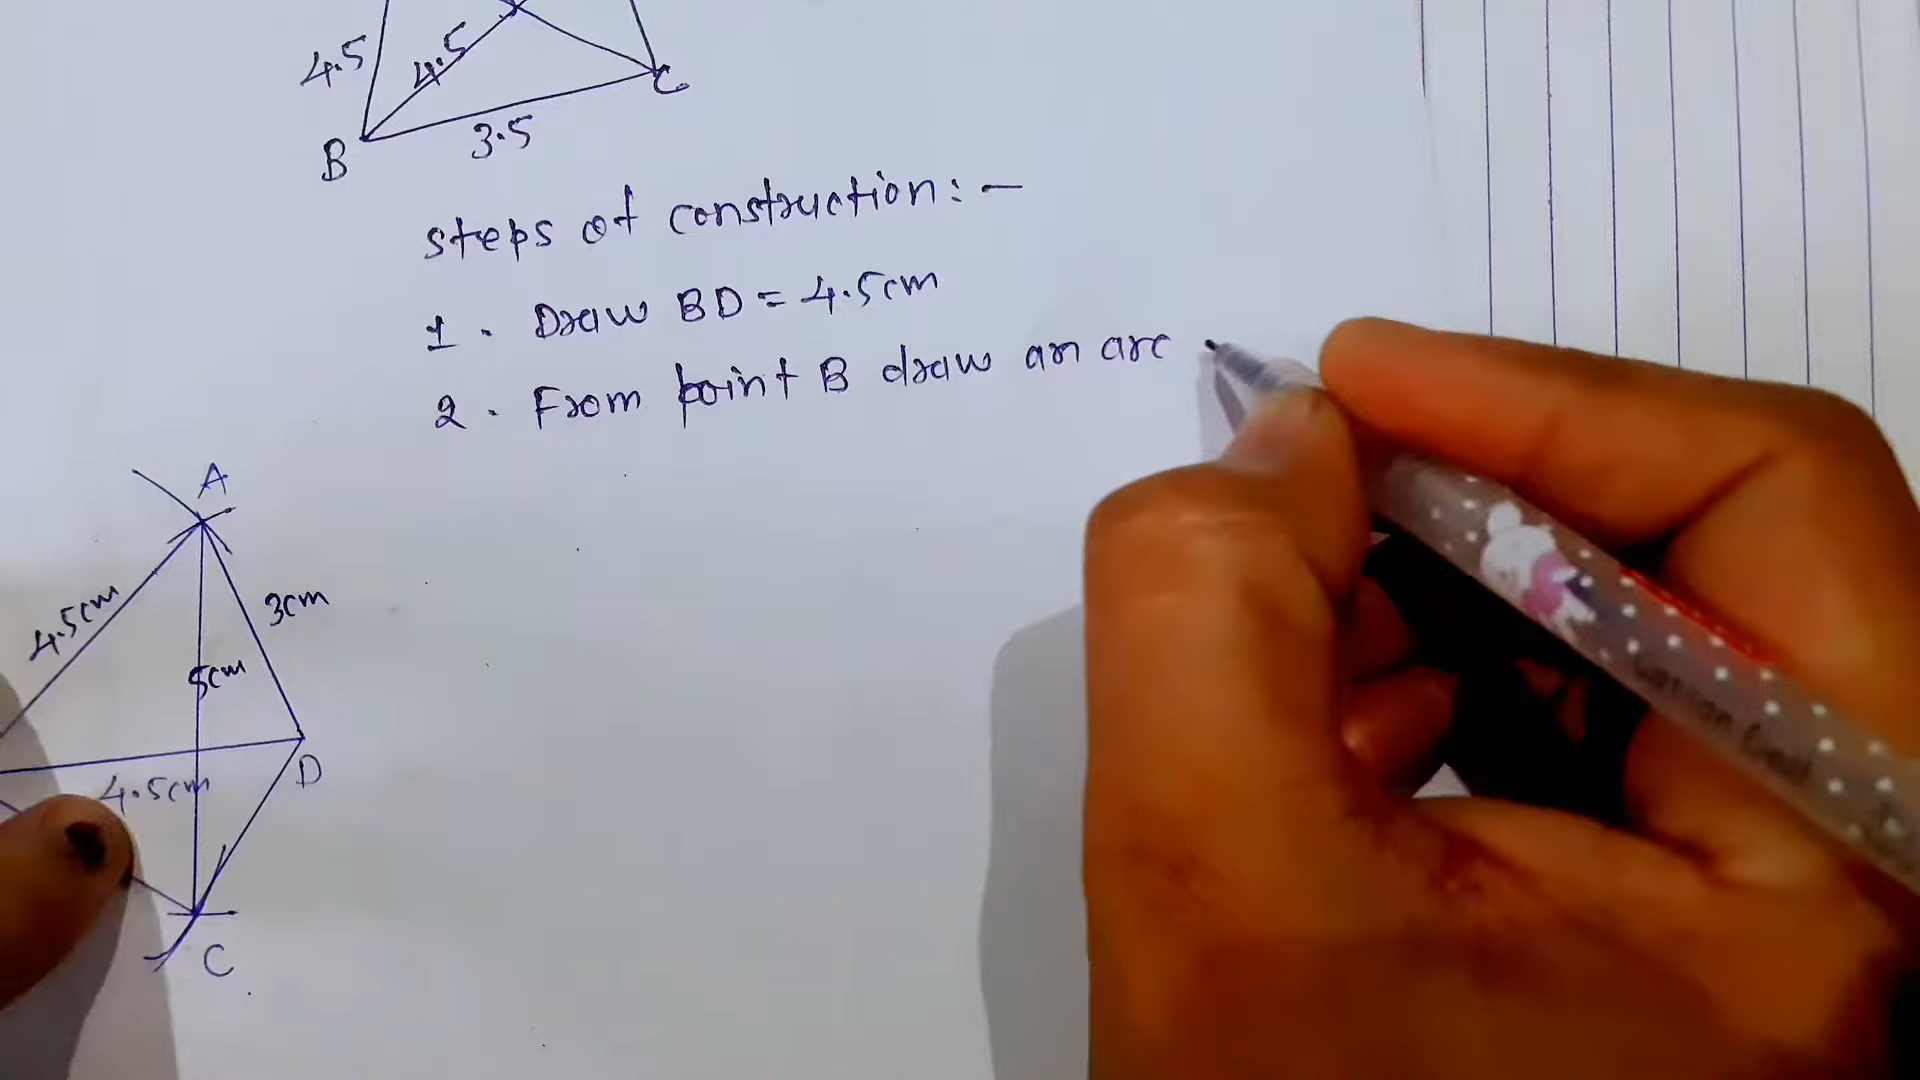 4.5
4.5
C
3.5
B
steps of construction:-
1. Draw BD = 4.5cm
2. From point B draw an arc
A
4.5cm
3cm
5cm
D
4.5cm
C